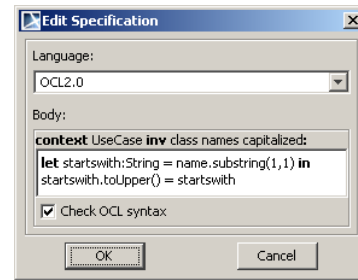 Edit Specification
Language:
OCL2.0
Body:
context UseCase inv class names capitalized:
let startswith:String = name.substring(1,1) in
startswith.toUpper() = startswith
Check OCL syntax
OK
Cancel